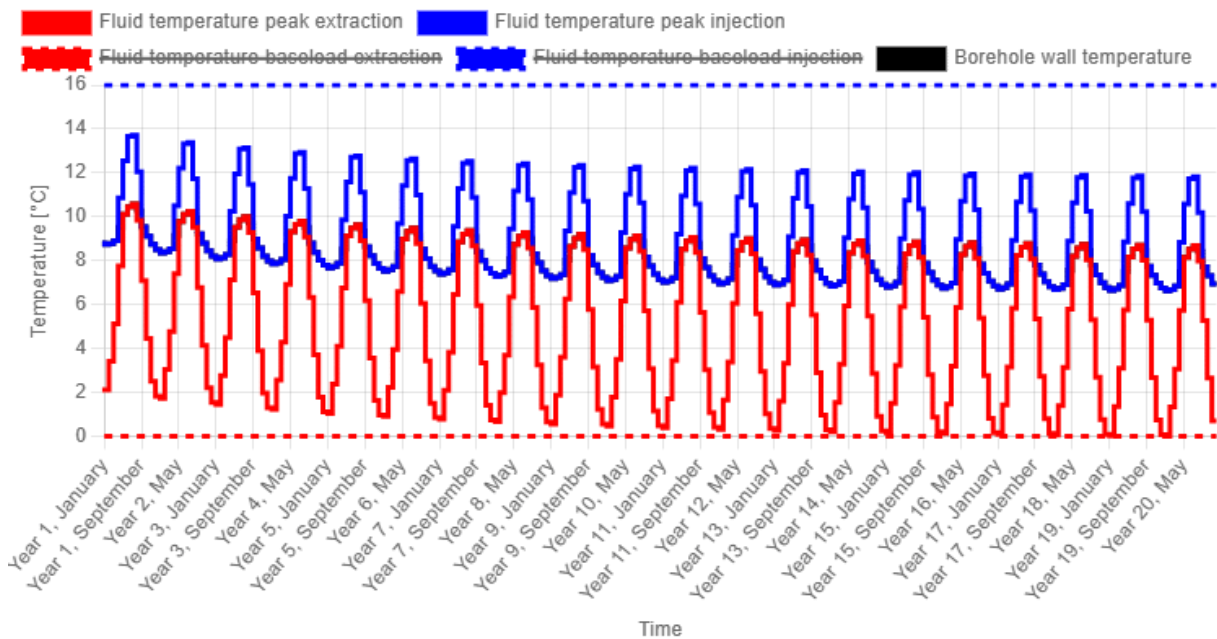 Fluid temperature peak extraction Fluid temperature peak injection
Fluid temperature baseload extraction Fluid temperature baseload injection Borehole wall temperature
16
14
12
10
8
6
4
2
0
Temperature [°C]
Year 1, January
Year 1, September
Year 2, May
Year 3, January
Year 3, September
Year 4, May
Year 5, January
Year 5, September
Year 6, May
Year 7, January
Year 7, September
Year 8, May
Year 9, January
Year 9, September
Year 10, May
Year 11, January
Year 11, September
Year 12, May
Year 13, January
Year 13, September
Year 14, May
Year 15, January
Year 15, September
Year 16, May
Year 17, January
Year 17, September
Year 18, May
Year 19, January
Year 19, September
Year 20, May
Time